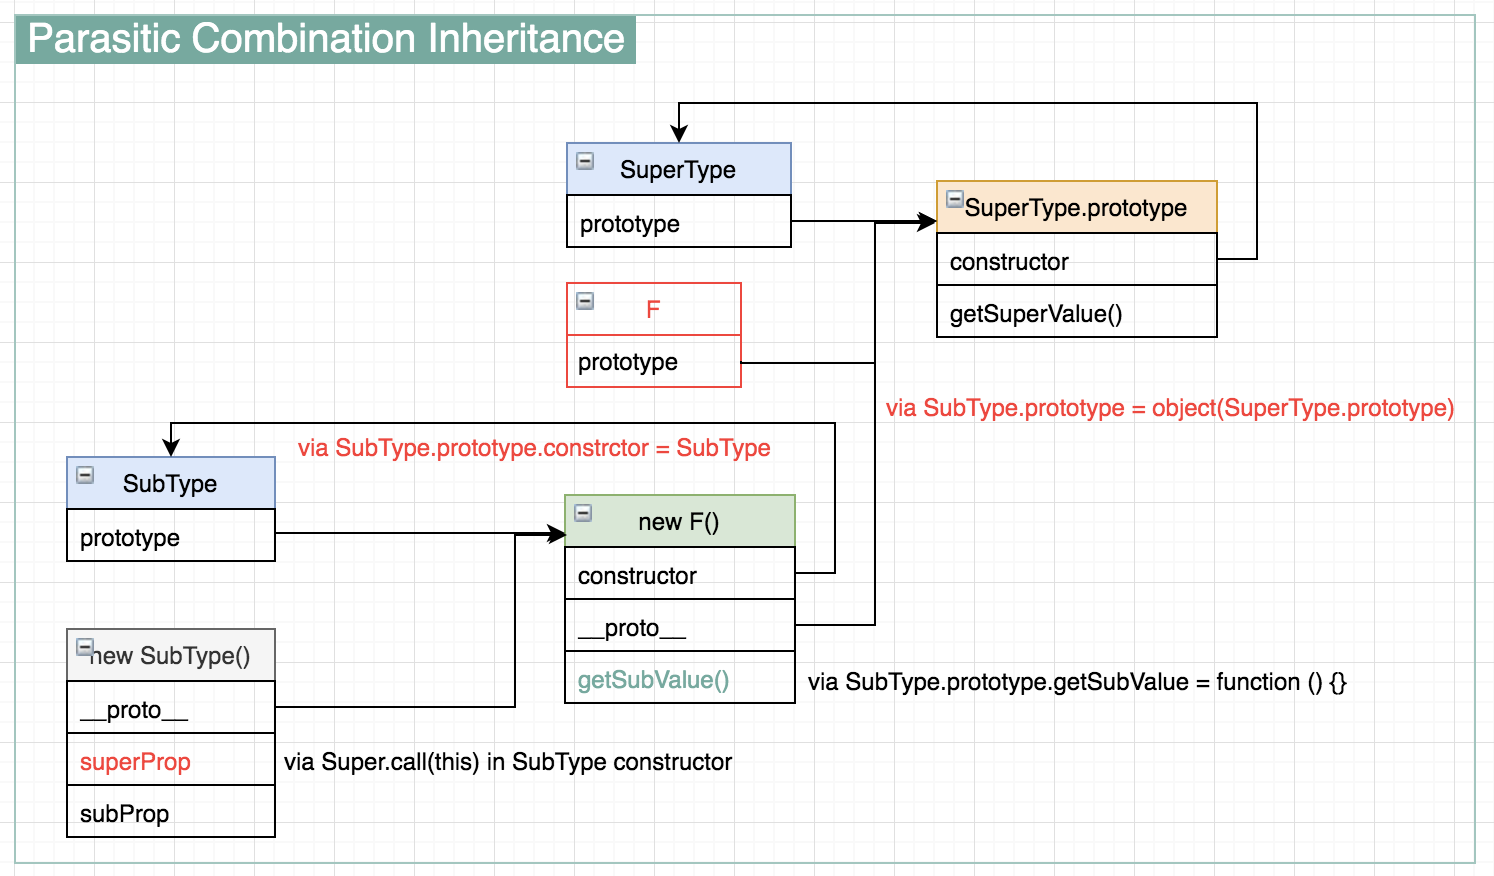 Parasitic Combination Inheritance
SuperType
prototype
SuperType.prototype
constructor
getSuperValue()
F
prototype
via SubType.prototype = object(SuperType.prototype)
via SubType.prototype.constrctor = SubType
SubType
prototype
new F()
constructor
__proto__
getSubValue()
via SubType.prototype.getSubValue = function () {}
new SubType()
__proto__
superProp
via Super.call(this) in SubType constructor
subProp